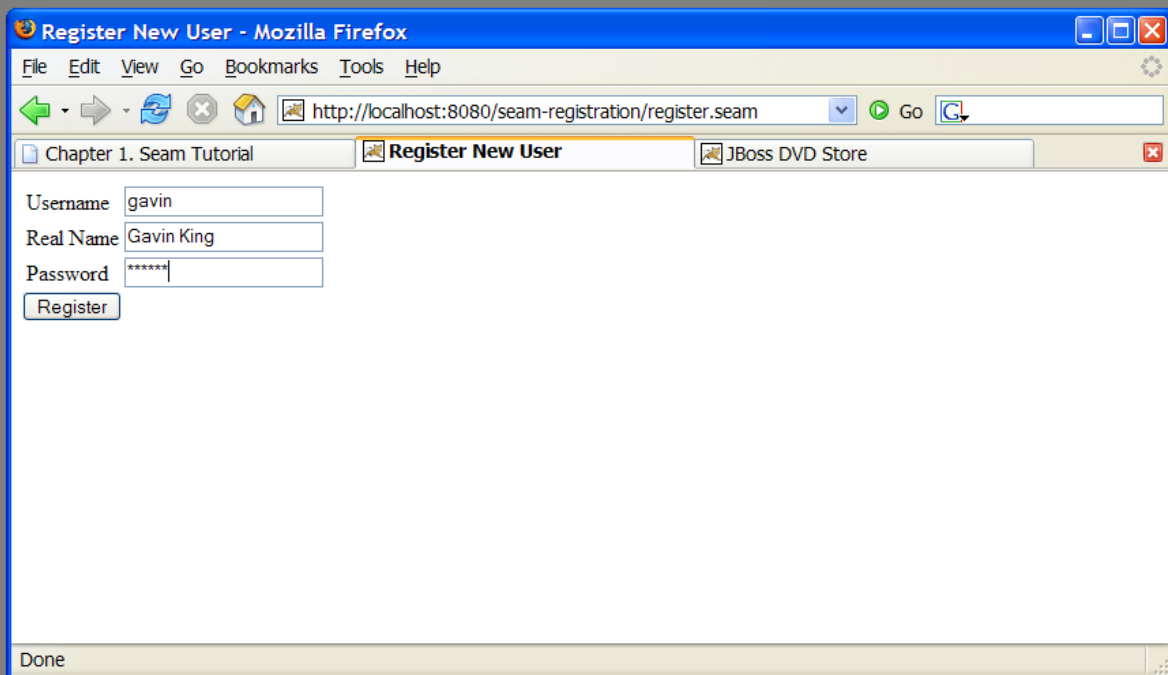 Register New User - Mozilla Firefox
File Edit View Go Bookmarks Tools Help
http://localhost:8080/seam-registration/register.seam Go G
Chapter 1. Seam Tutorial Register New User JBoss DVD Store
Username gavin
Real Name Gavin King
Password ******
Register
Done